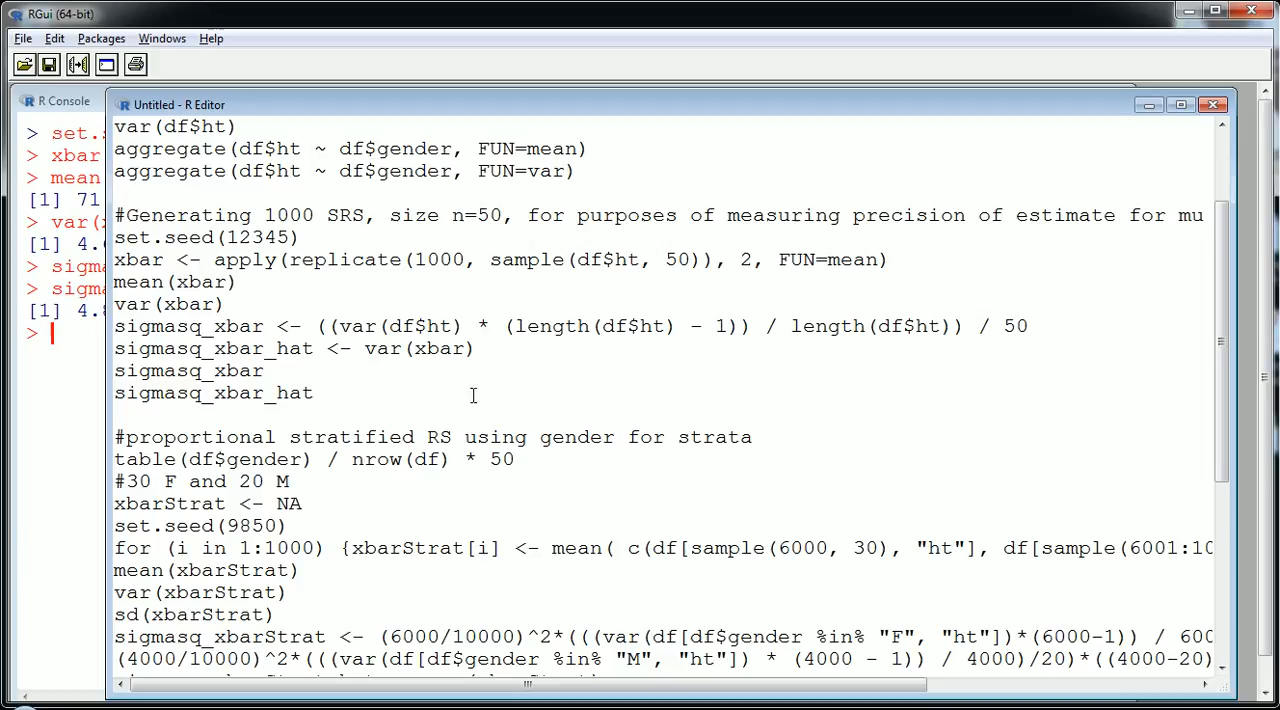 RGui (64-bit)
File Edit Packages Windows Help
R Console
> set.
> xbar
> mean
[1] 71
> var(
[1] 4.
> sigm
> sigm
[1] 4.
>
Untitled - R Editor
var(df$ht)
aggregate(df$ht ~ df$gender, FUN=mean)
aggregate(df$ht ~ df$gender, FUN=var)
#Generating 1000 SRS, size n=50, for purposes of measuring precision of estimate for mu
set.seed(12345)
xbar <- apply(replicate(1000, sample(df$ht, 50)), 2, FUN=mean)
mean(xbar)
var(xbar)
sigmasq_xbar <- ((var(df$ht) * (length(df$ht) - 1)) / length(df$ht)) / 50
sigmasq_xbar_hat <- var(xbar)
sigmasq_xbar
sigmasq_xbar_hat
#proportional stratified RS using gender for strata
table(df$gender) / nrow(df) * 50
#30 F and 20 M
xbarStrat <- NA
set.seed(9850)
for (i in 1:1000) {xbarStrat[i] <- mean( c(df[sample(6000, 30), "ht"], df[sample(6001:10
mean(xbarStrat)
var(xbarStrat)
sd(xbarStrat)
sigmasq_xbarStrat <- (6000/10000)^2*(((var(df[df$gender %in% "F", "ht"])*(6000-1)) / 600
(4000/10000)^2*(((var(df[df$gender %in% "M", "ht"]) * (4000 - 1)) / 4000)/20)*((4000-20)